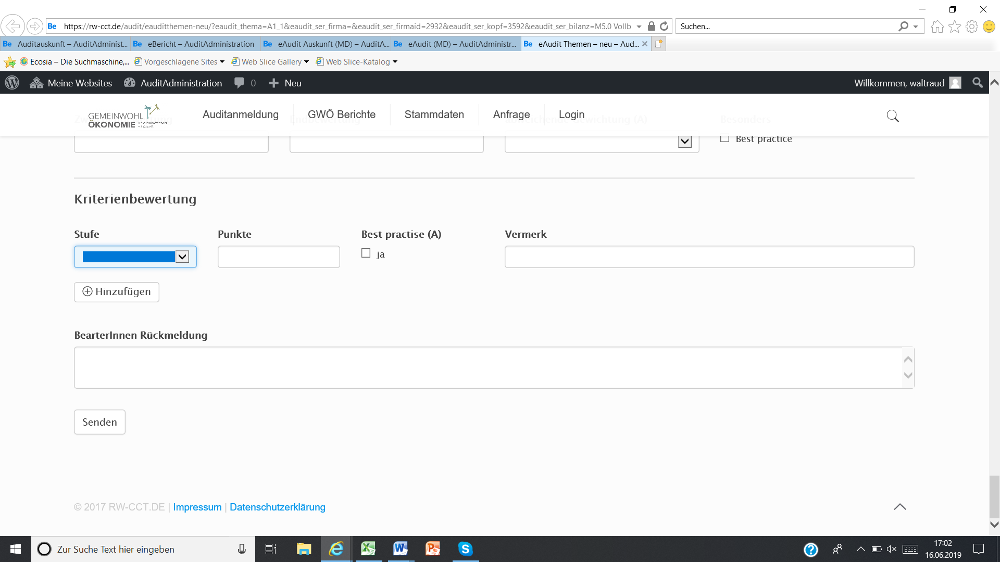 https://rw-cct.de/audit/eauditthemen-neu/?eaudit_thema=A1_1&eaudit_ser_firma=&eaudit_ser_firmaid=2932&eaudit_ser_kopf=3592&eaudit_ser_bilanz=M5.0 Vollb
Suchen...
Be Auditauskunft – AuditAdminist...
Be eBericht – AuditAdministration
Be eAudit Auskunft (MD) – AuditA...
Be eAudit (MD) – AuditAdministr...
Be eAudit Themen – neu – Aud...
Ecosia – Die Suchmaschine,...
Vorgeschlagene Sites
Web Slice Gallery
Web Slice-Katalog
Meine Websites
AuditAdministration
0
Neu
Willkommen, waltraud
GEMEINWOHL
ÖKONOMIE
Auditanmeldung
GWÖ Berichte
Stammdaten
Anfrage
Login
Besonders
Best practice
Kriterienbewertung
Stufe
Punkte
Best practise (A)
Vermerk
ja
Hinzufügen
BearterInnen Rückmeldung
Senden
© 2017 RW-CCT.DE | Impressum | Datenschutzerklärung
Zur Suche Text hier eingeben
17:02
16.06.2019